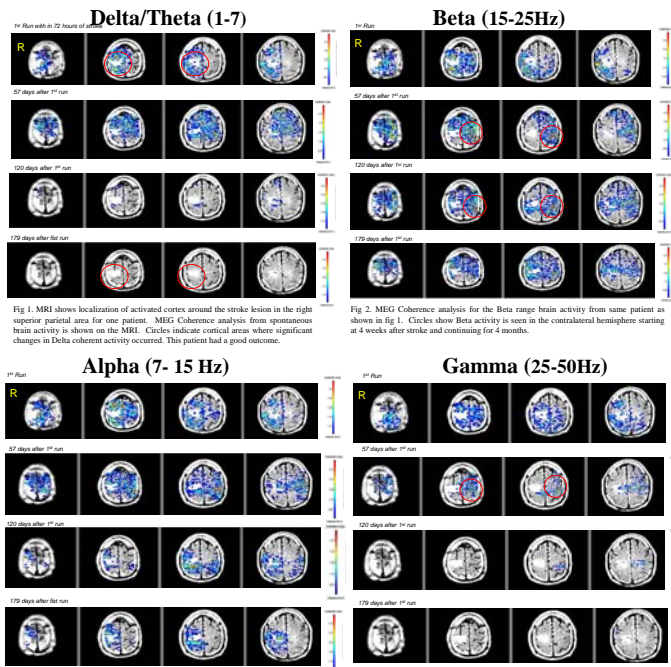 Delta/Theta (1-7)
1st Run with in 72 hours of stroke
R
57 days after 1st run
120 days after 1st run
179 days after fist run
Fig 1. MRI shows localization of activated cortex around the stroke lesion in the right
superior parietal area for one patient. MEG Coherence analysis from spontaneous
brain activity is shown on the MRI. Circles indicate cortical areas where significant
changes in Delta coherent activity occurred. This patient had a good outcome.
Beta (15-25Hz)
1st Run
57 days after 1st run
120 days after 1st run
179 days after 1st run
Fig 2. MEG Coherence analysis for the Beta range brain activity from same patient as
shown in fig 1. Circles show Beta activity is seen in the contralateral hemisphere starting
at 4 weeks after stroke and continuing for 4 months.
Alpha (7- 15 Hz)
1st Run
R
57 days after 1st run
120 days after 1st run
179 days after fist run
Gamma (25-50Hz)
1st Run
R
57 days after 1st run
120 days after 1st run
179 days after 1st run